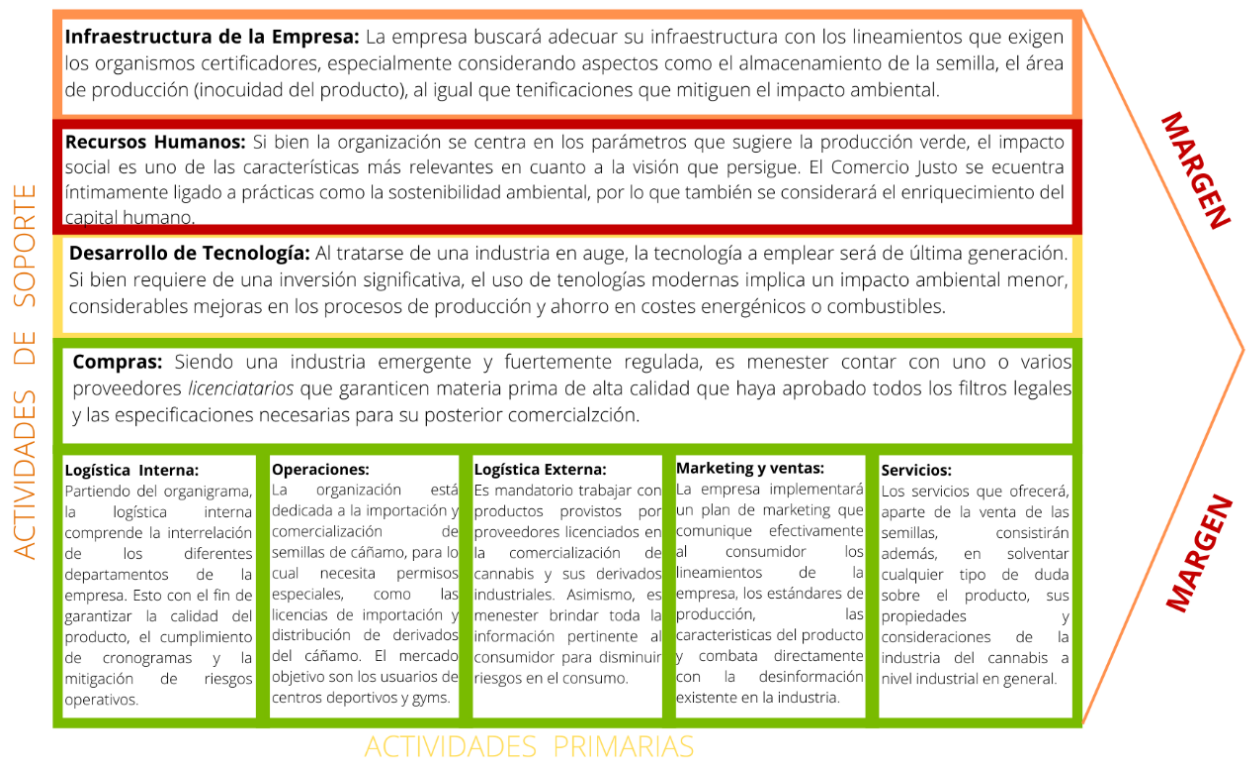 Infraestructura de la Empresa: La empresa buscará adecuar su infraestructura con los lineamientos que exigen
los organismos certificadores, especialmente considerando aspectos como el almacenamiento de la semilla, el área
de producción (inocuidad del producto), al igual que tenificaciones que mitiguen el impacto ambiental.
Recursos Humanos: Si bien la organización se centra en los parámetros que sugiere la producción verde, el impacto
social es uno de las características más relevantes en cuanto a la visión que persigue. El Comercio Justo se ecuentra
íntimamente ligado a prácticas como la sostenibilidad ambiental, por lo que también se considerará el enriquecimiento del
capital humano.
Desarrollo de Tecnología: Al tratarse de una industria en auge, la tecnología a emplear será de última generación.
Si bien requiere de una inversión significativa, el uso de tenologías modernas implica un impacto ambiental menor,
considerables mejoras en los procesos de producción y ahorro en costes energénicos o combustibles.
Compras: Siendo una industria emergente y fuertemente regulada, es menester contar con uno o varios
proveedores licenciatarios que garanticen materia prima de alta calidad que haya aprobado todos los filtros legales
y las especificaciones necesarias para su posterior comercialzción.
Logística Interna:
Partiendo del organigrama,
la logística interna
comprende la interrelación
de los diferentes
departamentos de la
empresa. Esto con el fin de
garantizar la calidad del
producto, el cumplimiento
de cronogramas y la
mitigación de riesgos
operativos.
Operaciones:
La organización está
dedicada a la importación y
comercialización de
semillas de cáñamo, para lo
cual necesita permisos
especiales, como las
licencias de importación y
distribución de derivados
del cáñamo. El mercado
objetivo son los usuarios de
centros deportivos y gyms.
Logística Externa:
Es mandatorio trabajar con
productos provistos por
proveedores licenciados en
la comercialización de
cannabis y sus derivados
industriales. Asimismo, es
menester brindar toda la
información pertinente al
consumidor para disminuir
riesgos en el consumo.
Marketing y ventas:
La empresa implementará
un plan de marketing que
comunique efectivamente
al consumidor los
lineamientos de la
empresa, los estándares de
producción, las
caracteristicas del producto
y combata directamente
con la desinformación
existente en la industria.
Servicios:
Los servicios que ofrecerá,
aparte de la venta de las
semillas, consistirán
además, en solventar
cualquier tipo de duda
sobre el producto, sus
propiedades y
consideraciones de la
industria del cannabis a
nivel industrial en general.
ACTIVIDADES DE SOPORTE
ACTIVIDADES PRIMARIAS
MARGEN
MARGEN